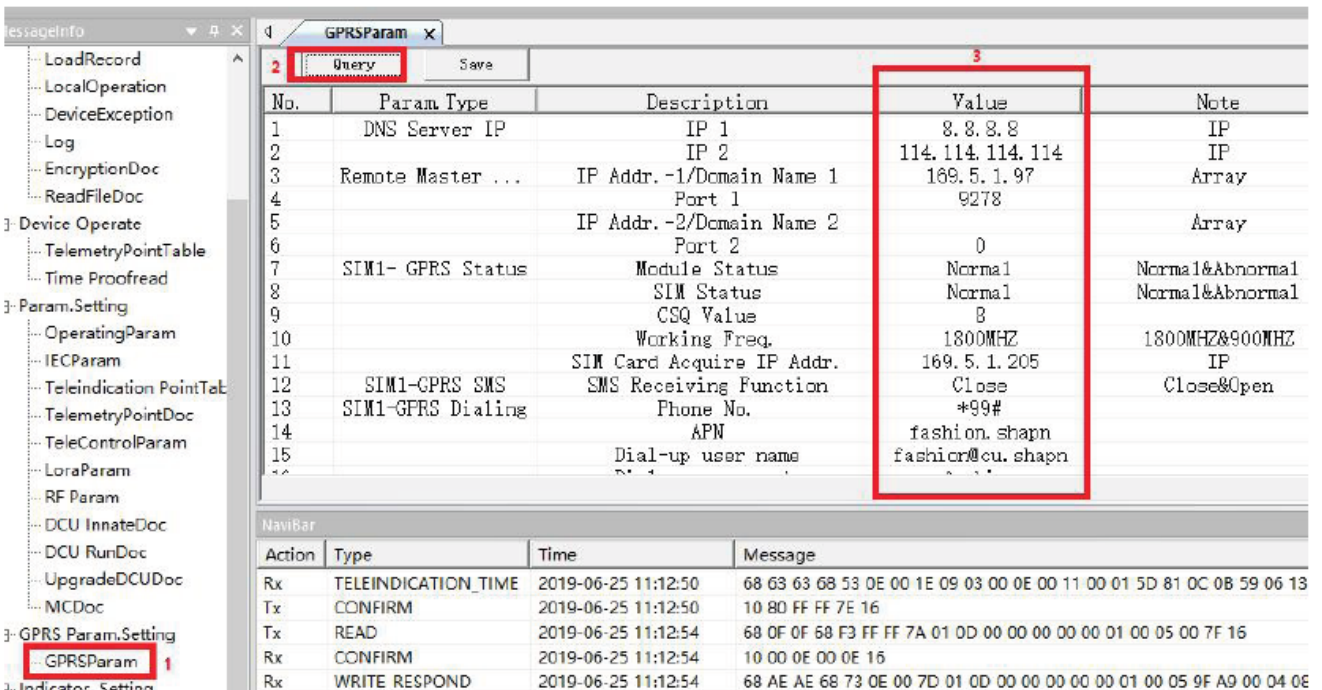 MessageInfo
LoadRecord
LocalOperation
DeviceException
Log
EncryptionDoc
ReadFileDoc
Device Operate
TelemetryPointTable
Time Proofread
Param.Setting
OperatingParam
IECParam
Teleindication PointTab
TelemetryPointDoc
TeleControlParam
LoraParam
RF Param
DCU InnateDoc
DCU RunDoc
UpgradeDCUDoc
MCDoc
GPRS Param.Setting
GPRSParam 1
Indicator Setting
GPRSParam x
2 Query Save 3
No. Param Type Description Value Note
1 DNS Server IP IP 1 8.8.8.8 IP
2 IP 2 114.114.114.114 IP
3 Remote Master ... IP Addr.-1/Domain Name 1 169.5.1.97 Array
4 Port 1 9278
5 IP Addr.-2/Domain Name 2 Array
6 Port 2 0
7 SIM1- GPRS Status Module Status Normal Normal&Abnormal
8 SIM Status Normal Normal&Abnormal
9 CSQ Value 8
10 Working Freq. 1800MHZ 1800MHZ&900MHZ
11 SIM Card Acquire IP Addr. 169.5.1.205 IP
12 SIM1-GPRS SMS SMS Receiving Function Close Close&Open
13 SIM1-GPRS Dialing Phone No. *99#
14 APN fashion.shapn
15 Dial-up user name fashion@cu.shapn
NaviBar
Action Type Time Message
Rx TELEINDICATION_TIME 2019-06-25 11:12:50 68 63 63 68 53 0E 00 1E 09 03 00 0E 00 11 00 01 5D 81 0C 0B 59 06 13
Tx CONFIRM 2019-06-25 11:12:50 10 80 FF FF 7E 16
Tx READ 2019-06-25 11:12:54 68 0F 0F 68 F3 FF FF 7A 01 0D 00 00 00 00 00 00 01 00 05 00 7F 16
Rx CONFIRM 2019-06-25 11:12:54 10 00 0E 00 0E 16
Rx WRITE RESPOND 2019-06-25 11:12:54 68 AE AE 68 73 0E 00 7D 01 0D 00 00 00 00 00 00 01 00 05 9F A9 00 04 08